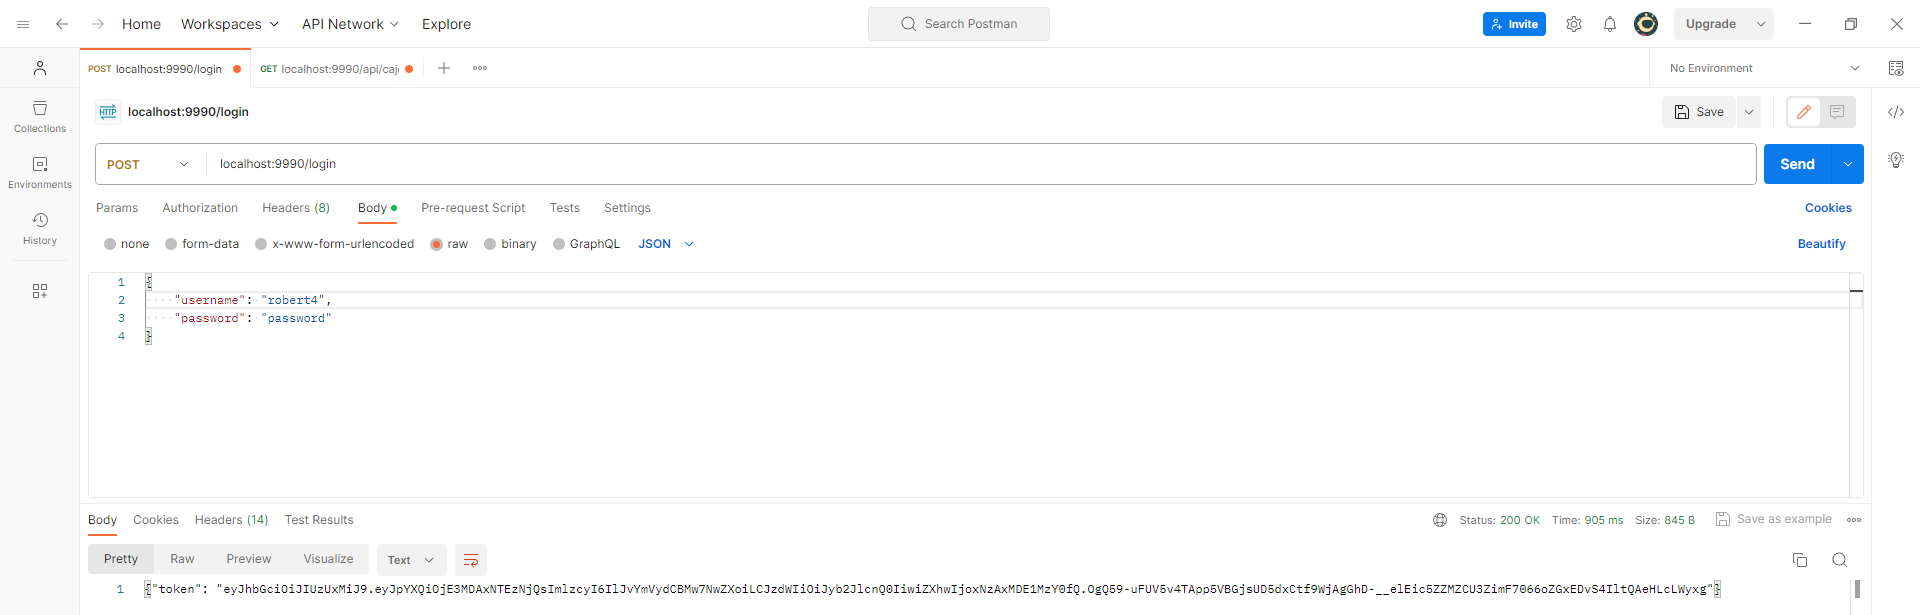 Home Workspaces API Network Explore Search Postman Invite Upgrade
POST localhost:9990/login GET localhost:9990/api/caj No Environment
HTTP localhost:9990/login Save
Collections
POST localhost:9990/login Send
Environments
Params Authorization Headers (8) Body Pre-request Script Tests Settings Cookies
History
none form-data x-www-form-urlencoded raw binary GraphQL JSON Beautify
1 {
2 "username": "robert4",
3 "password": "password"
4 }
Body Cookies Headers (14) Test Results Status: 200 OK Time: 905 ms Size: 845 B Save as example
Pretty Raw Preview Visualize Text
1 {"token": "eyJhbGciOiJIUzUxMiJ9.eyJpYXQiOjE3MDAxNTEzNjQsImlzcyI6IlJvYmVydCBMw7NwZXoiLCJzdWIiOiJyb2JlcnQ0IiwiZXhwIjoxNzAxMDE1MzY0fQ.OgQ59-uFUV5v4TApp5VBGjsUD5dxCtf9WjAgGhD-__elEic5ZZMZCU3ZimF7066oZGxEDvS4IltQAeHLcLWyxg"}